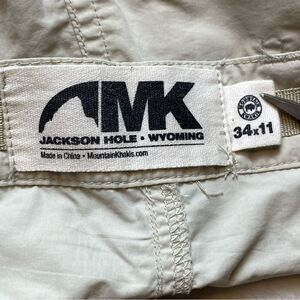 MK
JACKSON HOLE • WYOMING
Made in China • MountainKhakis.com
34x11